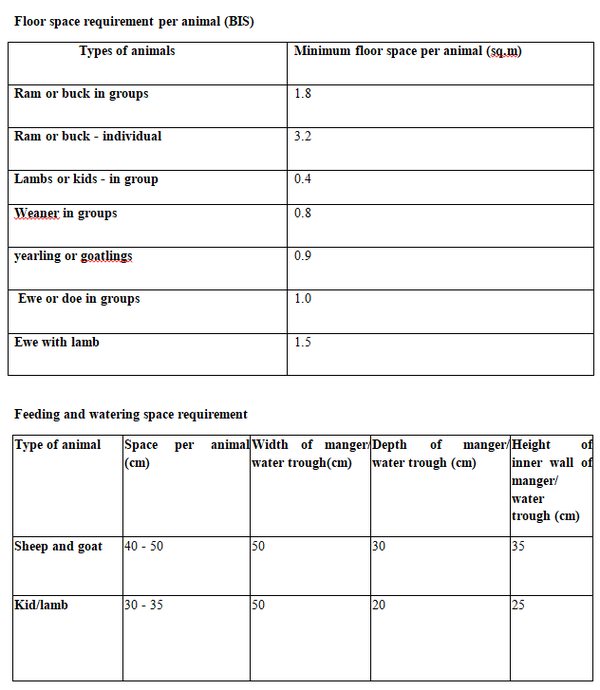 Floor space requirement per animal (BIS)
Types of animals Minimum floor space per animal (sq.m)
Ram or buck in groups 1.8
Ram or buck - individual 3.2
Lambs or kids - in group 0.4
Weaner in groups 0.8
yearling or goatlings 0.9
Ewe or doe in groups 1.0
Ewe with lamb 1.5
Feeding and watering space requirement
Type of animal Space per animal Width of manger/ Depth of manger/ Height of
(cm) water trough(cm) water trough (cm) inner wall of
manger/
water
trough (cm)
Sheep and goat 40 - 50 50 30 35
Kid/lamb 30 - 35 50 20 25